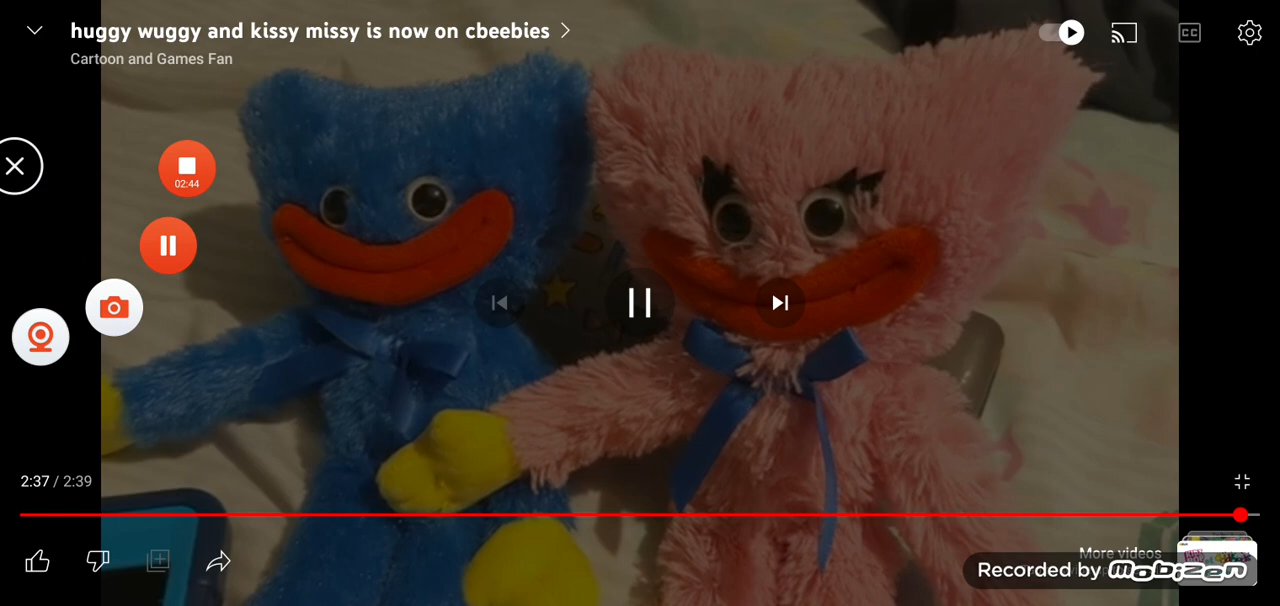 huggy wuggy and kissy missy is now on cbeebies
Cartoon and Games Fan
CC
02:44
2:37 / 2:39
More videos
Recorded by mobizen